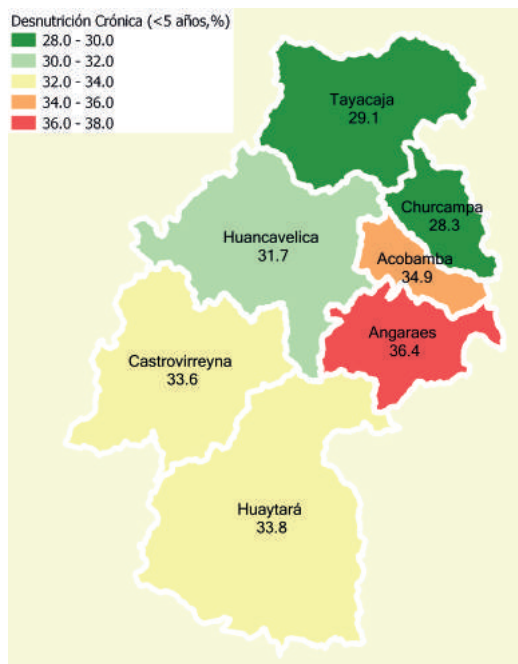 Desnutrición Crónica (<5 años,%)
28.0 - 30.0
30.0 - 32.0
32.0 - 34.0
34.0 - 36.0
36.0 - 38.0
Tayacaja
29.1
Churcampa
28.3
Huancavelica
31.7
Acobamba
34.9
Angaraes
36.4
Castrovirreyna
33.6
Huaytará
33.8